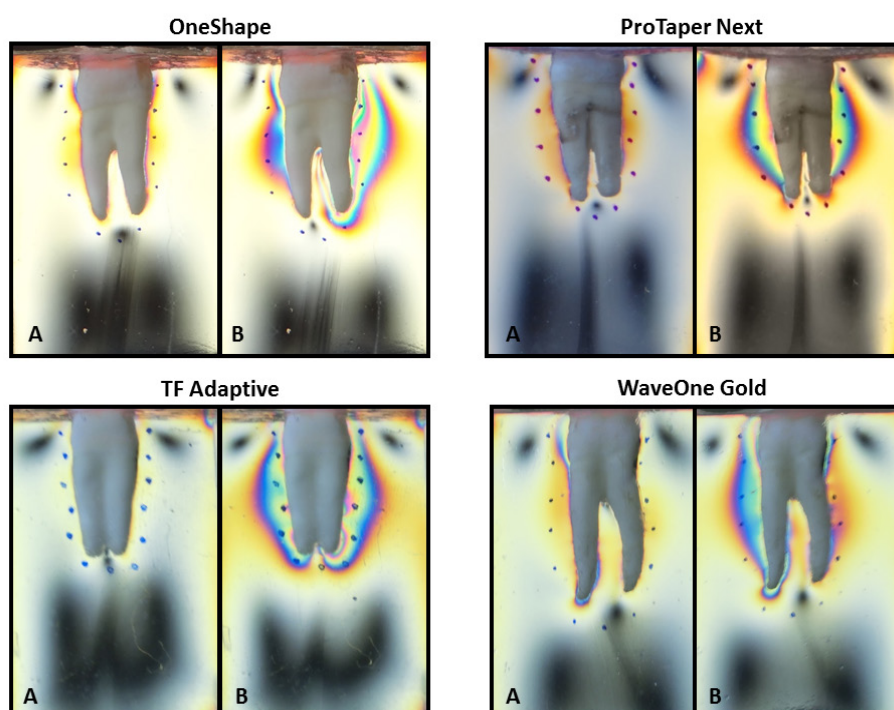 OneShape
ProTaper Next
A
B
A
B
TF Adaptive
WaveOne Gold
A
B
A
B